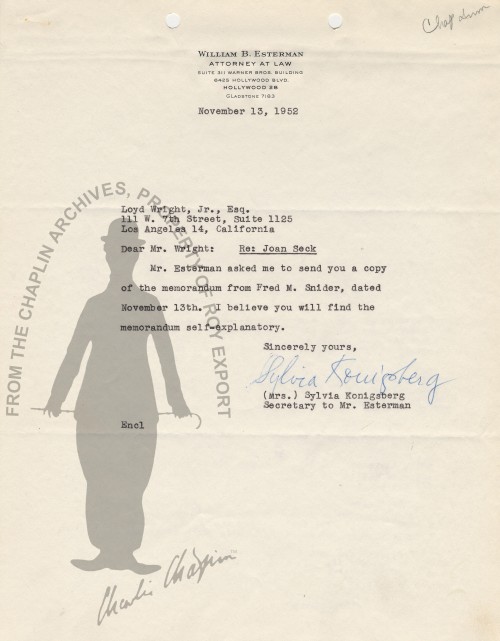 Chaplin
WILLIAM B. ESTERMAN
ATTORNEY AT LAW
SUITE 311 WARNER BROS. BUILDING
6425 HOLLYWOOD BLVD.
HOLLYWOOD 28
GLADSTONE 7183
November 13, 1952
FROM THE CHAPLIN ARCHIVES, PROPERTY OF ROY EXPORT
Loyd Wright, Jr., Esq.
111 W. 7th Street, Suite 1125
Los Angeles 14, California
Dear Mr. Wright: Re: Joan Seck
Mr. Esterman asked me to send you a copy
of the memorandum from Fred M. Snider, dated
November 13th. I believe you will find the
memorandum self-explanatory.
Sincerely yours,
Sylvia Konigsberg
(Mrs.) Sylvia Konigsberg
Secretary to Mr. Esterman
Encl
Charlie Chaplin